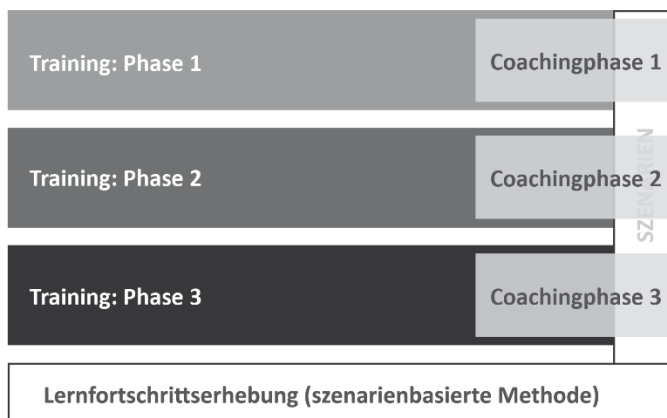 Training: Phase 1
Coachingphase 1
Training: Phase 2
Coachingphase 2
SZENARIEN
Training: Phase 3
Coachingphase 3
Lernfortschrittserhebung (szenarienbasierte Methode)